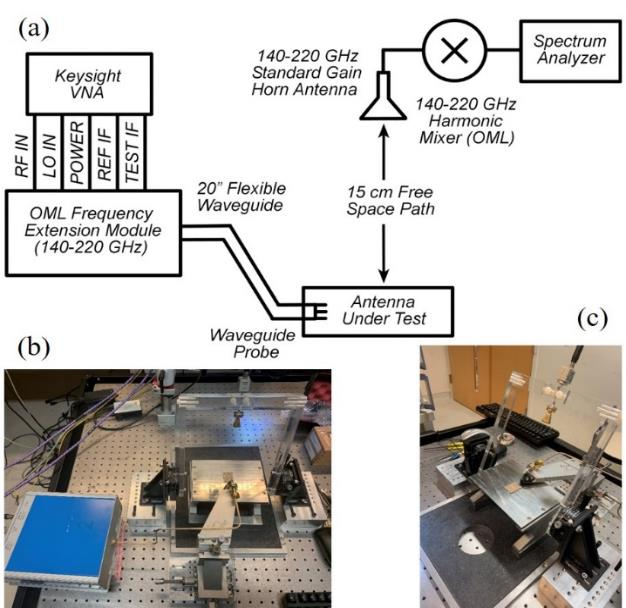 (a)
Keysight
VNA
RF IN
LO IN
POWER
REF IF
TEST IF
OML Frequency
Extension Module
(140-220 GHz)
20" Flexible
Waveguide
Waveguide
Probe
140-220 GHz
Standard Gain
Horn Antenna
140-220 GHz
Harmonic
Mixer (OML)
Spectrum
Analyzer
15 cm Free
Space Path
Antenna
Under Test
(b)
(c)